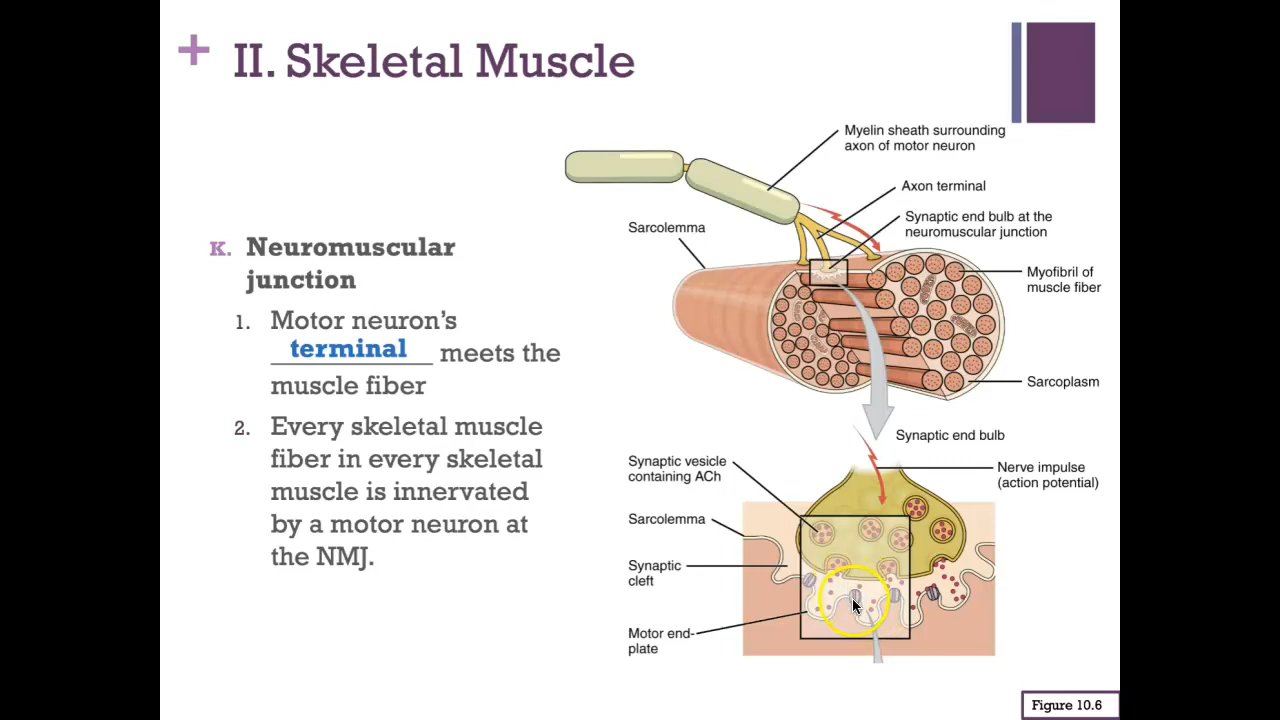 + II. Skeletal Muscle
K. Neuromuscular
junction
1. Motor neuron's
terminal meets the
muscle fiber
2. Every skeletal muscle
fiber in every skeletal
muscle is innervated
by a motor neuron at
the NMJ.
Myelin sheath surrounding
axon of motor neuron
Axon terminal
Synaptic end bulb at the
neuromuscular junction
Sarcolemma
Myofibril of
muscle fiber
Sarcoplasm
Synaptic end bulb
Synaptic vesicle
containing ACh
Nerve impulse
(action potential)
Sarcolemma
Synaptic
cleft
Motor end-
plate
Figure 10.6